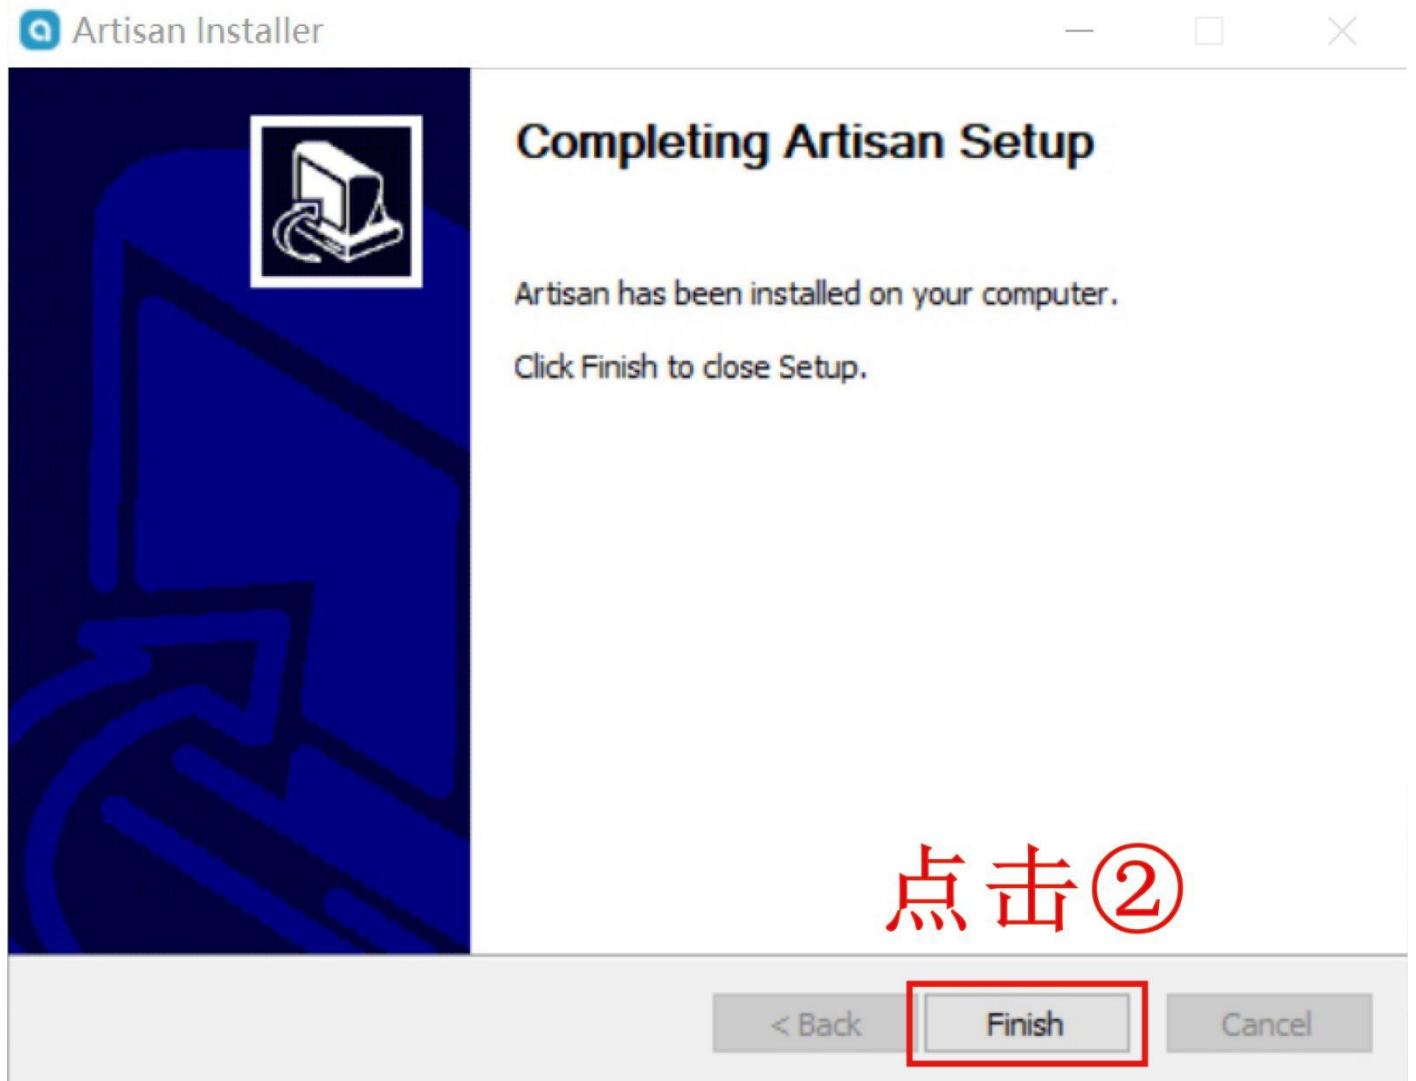 Artisan Installer
Completing Artisan Setup
Artisan has been installed on your computer.
Click Finish to close Setup.
点击②
< Back
Finish
Cancel